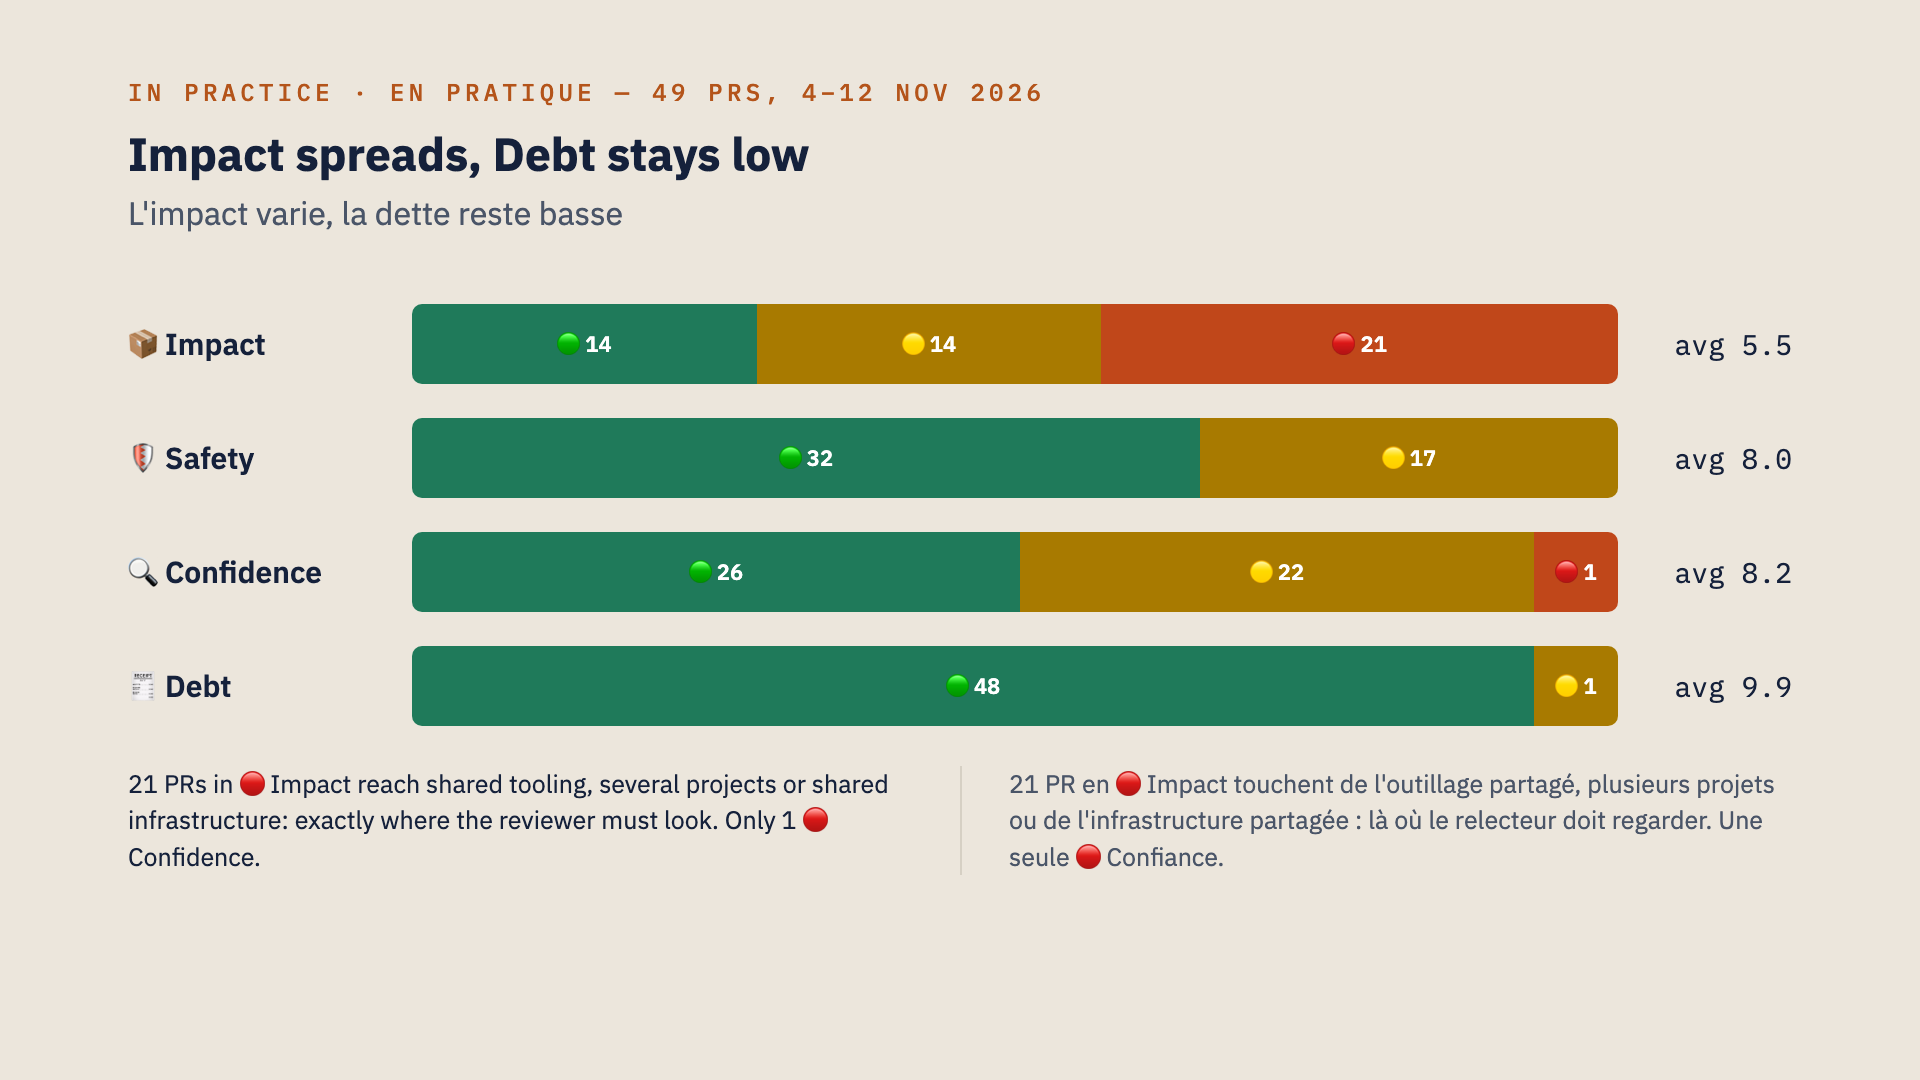 IN PRACTICE · EN PRATIQUE — 49 PRS, 4–12 NOV 2026
Impact spreads, Debt stays low
L'impact varie, la dette reste basse
📦 Impact 🟢 14 🟡 14 🔴 21 avg 5.5
🛡️ Safety 🟢 32 🟡 17 avg 8.0
🔍 Confidence 🟢 26 🟡 22 🔴 1 avg 8.2
🧾 Debt 🟢 48 🟡 1 avg 9.9
21 PRs in 🔴 Impact reach shared tooling, several projects or shared
infrastructure: exactly where the reviewer must look. Only 1 🔴
Confidence.
21 PR en 🔴 Impact touchent de l'outillage partagé, plusieurs projets
ou de l'infrastructure partagée : là où le relecteur doit regarder. Une
seule 🔴 Confiance.